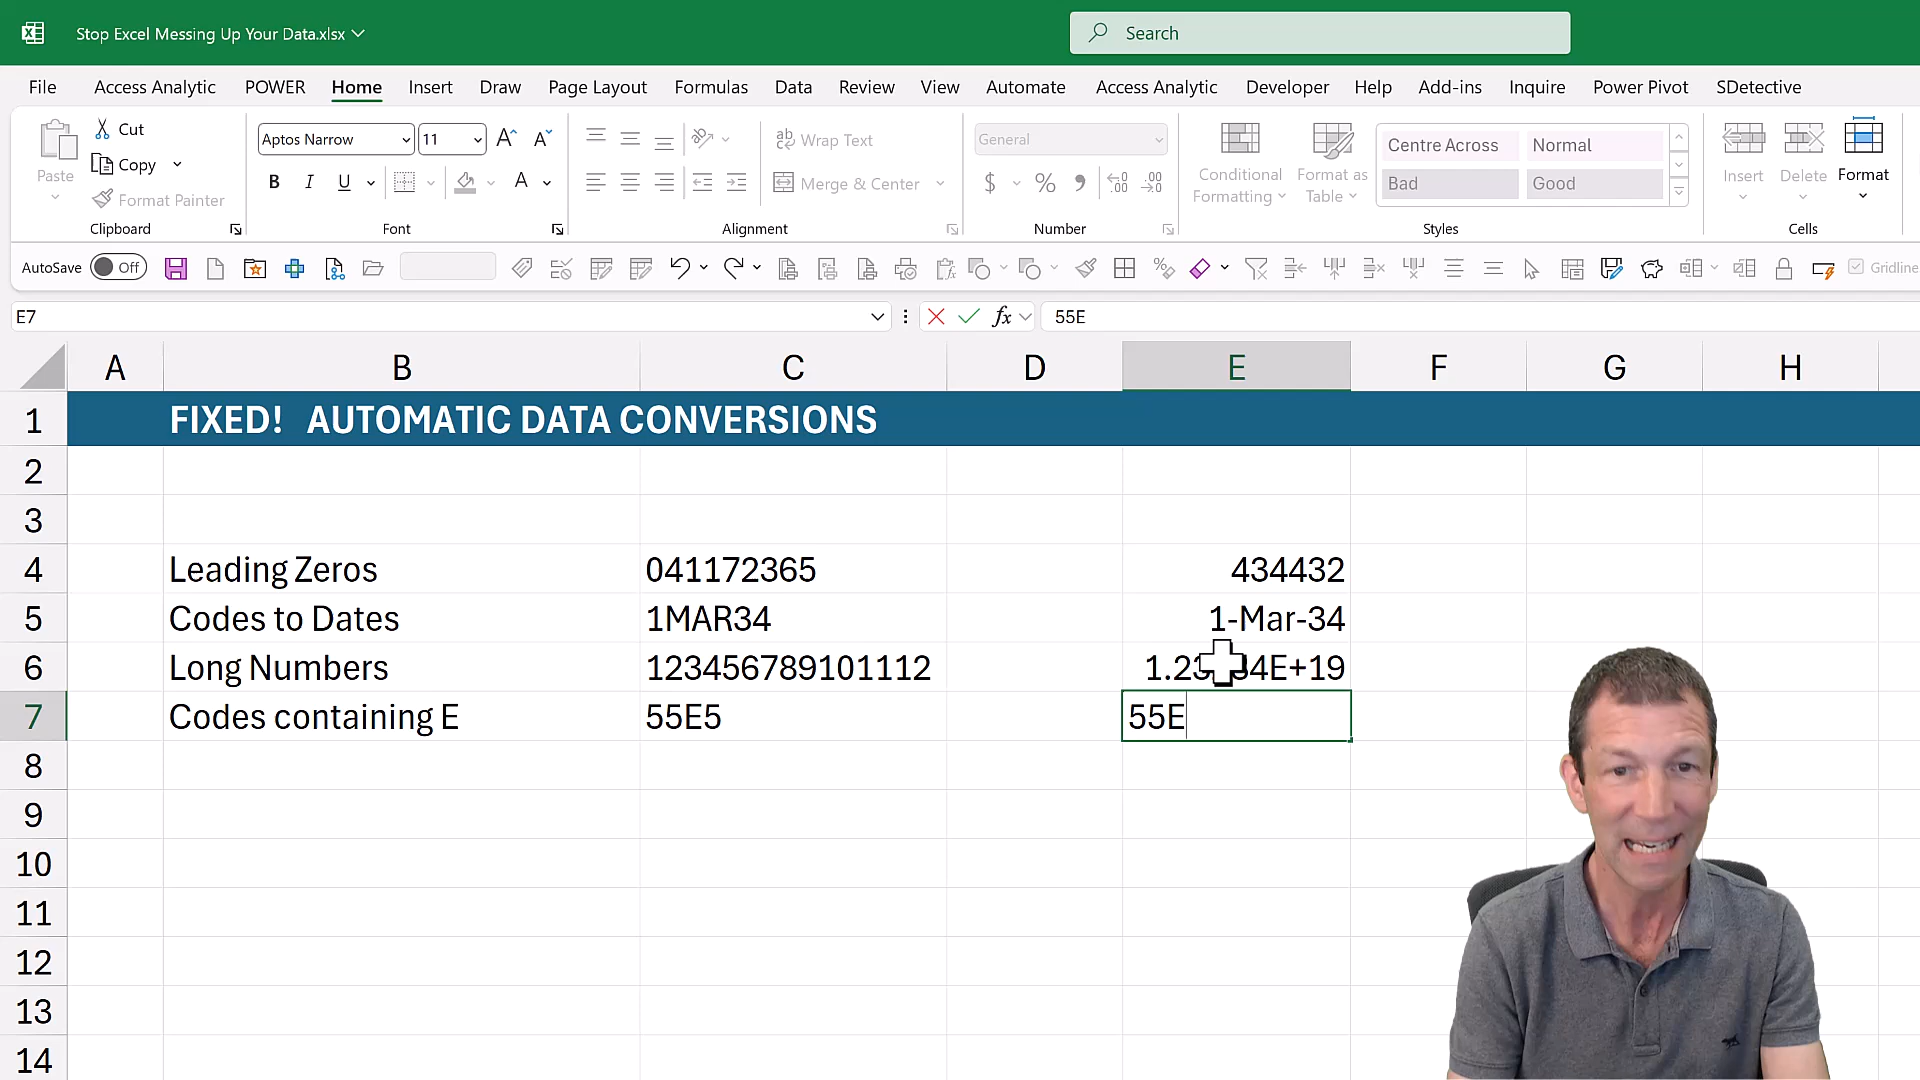 Stop Excel Messing Up Your Data.xlsx
Search
File Access Analytic POWER Home Insert Draw Page Layout Formulas Data Review View Automate Access Analytic Developer Help Add-ins Inquire Power Pivot SDetective
Paste
Cut
Copy
Format Painter
Clipboard
Aptos Narrow 11
B I U
Font
Wrap Text
Merge & Center
Alignment
General
$ %
Number
Conditional Formatting
Format as Table
Centre Across Normal
Bad Good
Styles
Insert Delete Format
Cells
AutoSave Off
Gridline
E7
fx
55E
A B C D E F G H
1 FIXED! AUTOMATIC DATA CONVERSIONS
2
3
4 Leading Zeros 041172365 434432
5 Codes to Dates 1MAR34 1-Mar-34
6 Long Numbers 123456789101112
7 Codes containing E 55E5 55E
8
9
10
11
12
13
14